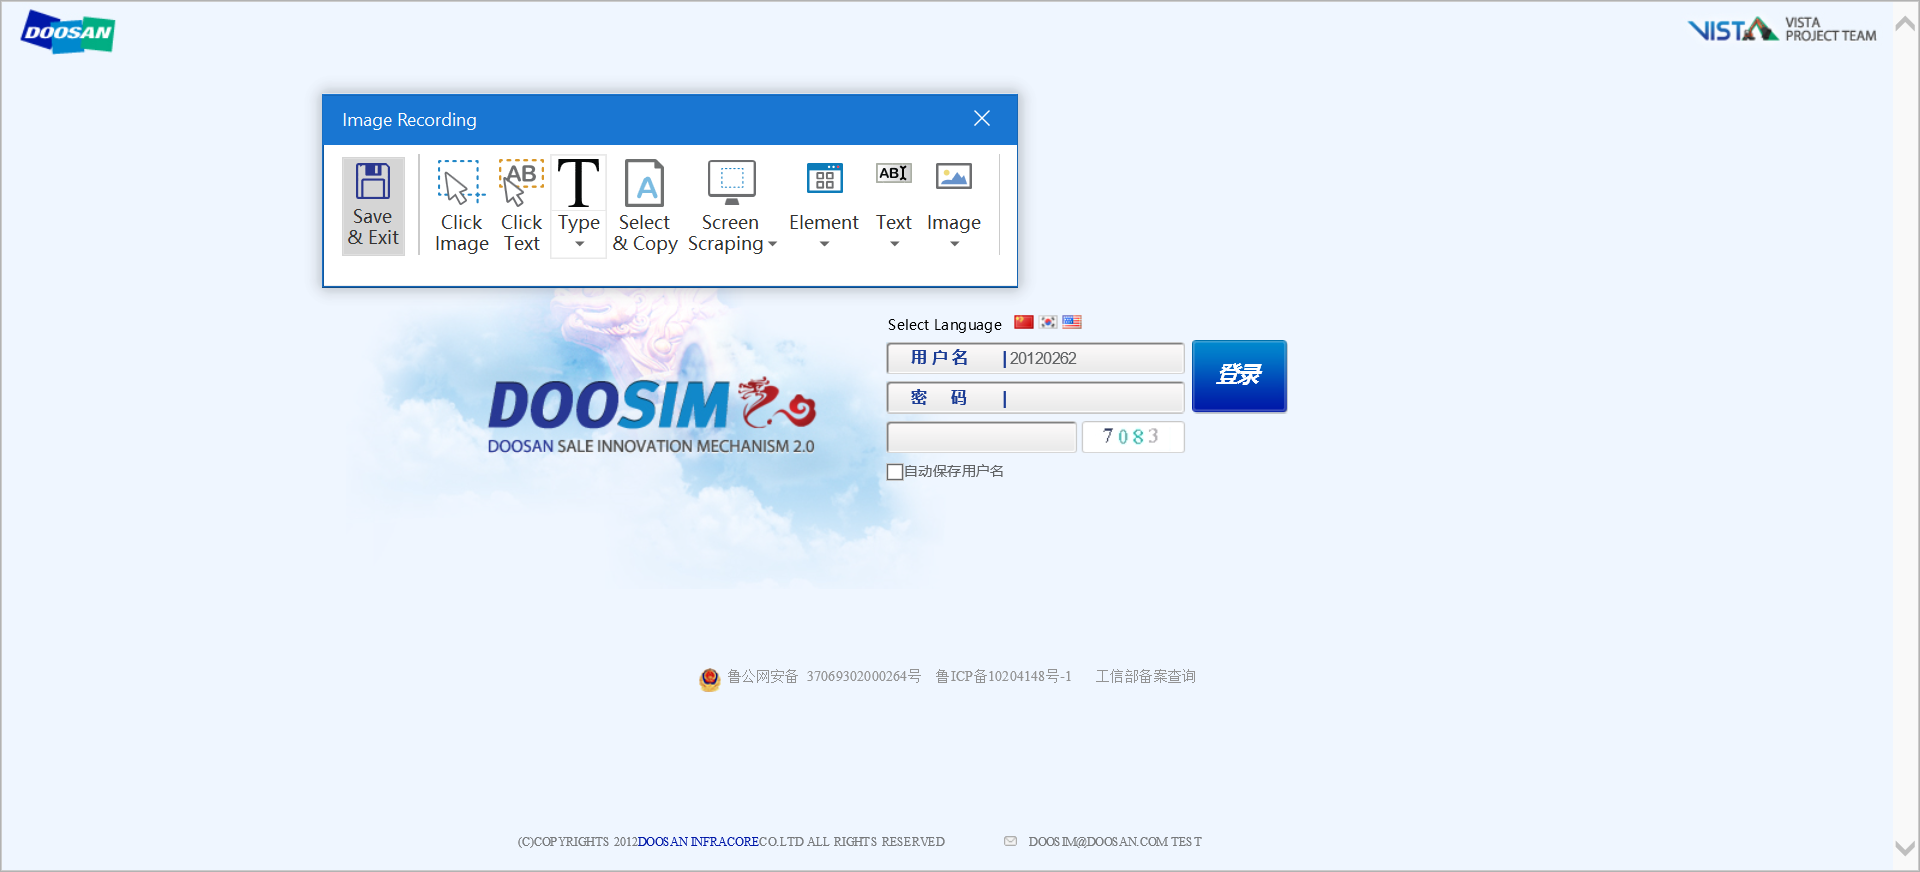 DOOSAN
VISTA
VISTA
PROJECT TEAM
Image Recording
Save
& Exit
Click
Image
AB
Click
Text
T
Type
A
Select
& Copy
Screen
Scraping
Element
ABI
Text
Image
Select Language
用户名 | 20120262
登录
密 码 |
7083
自动保存用户名
DOOSIM
DOOSAN SALE INNOVATION MECHANISM 2.0
鲁公网安备 37069302000264号 鲁ICP备10204148号-1 工信部备案查询
(C)COPYRIGHTS 2012DOOSAN INFRACORECO.LTD ALL RIGHTS RESERVED DOOSIM@DOOSAN.COM TEST